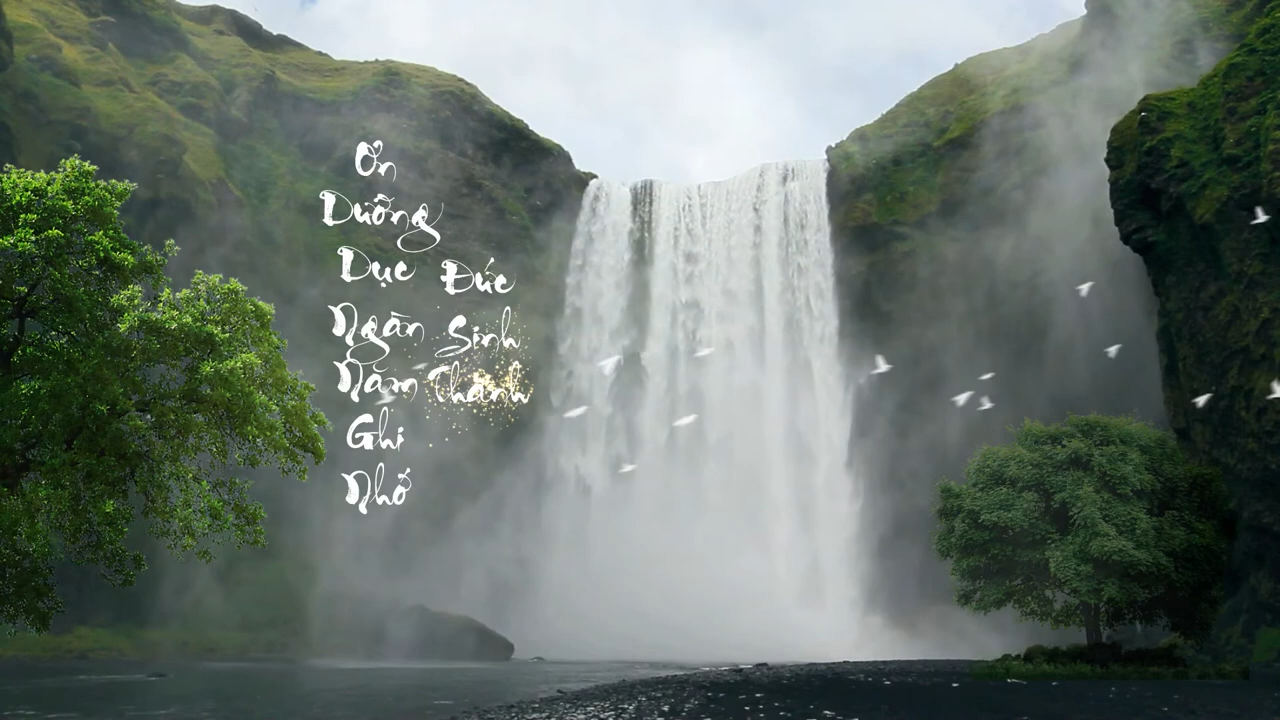 Ơn
Dưỡng
Dục
Ngàn
Năm
Ghi
Nhớ
Đức
Sinh
Thành